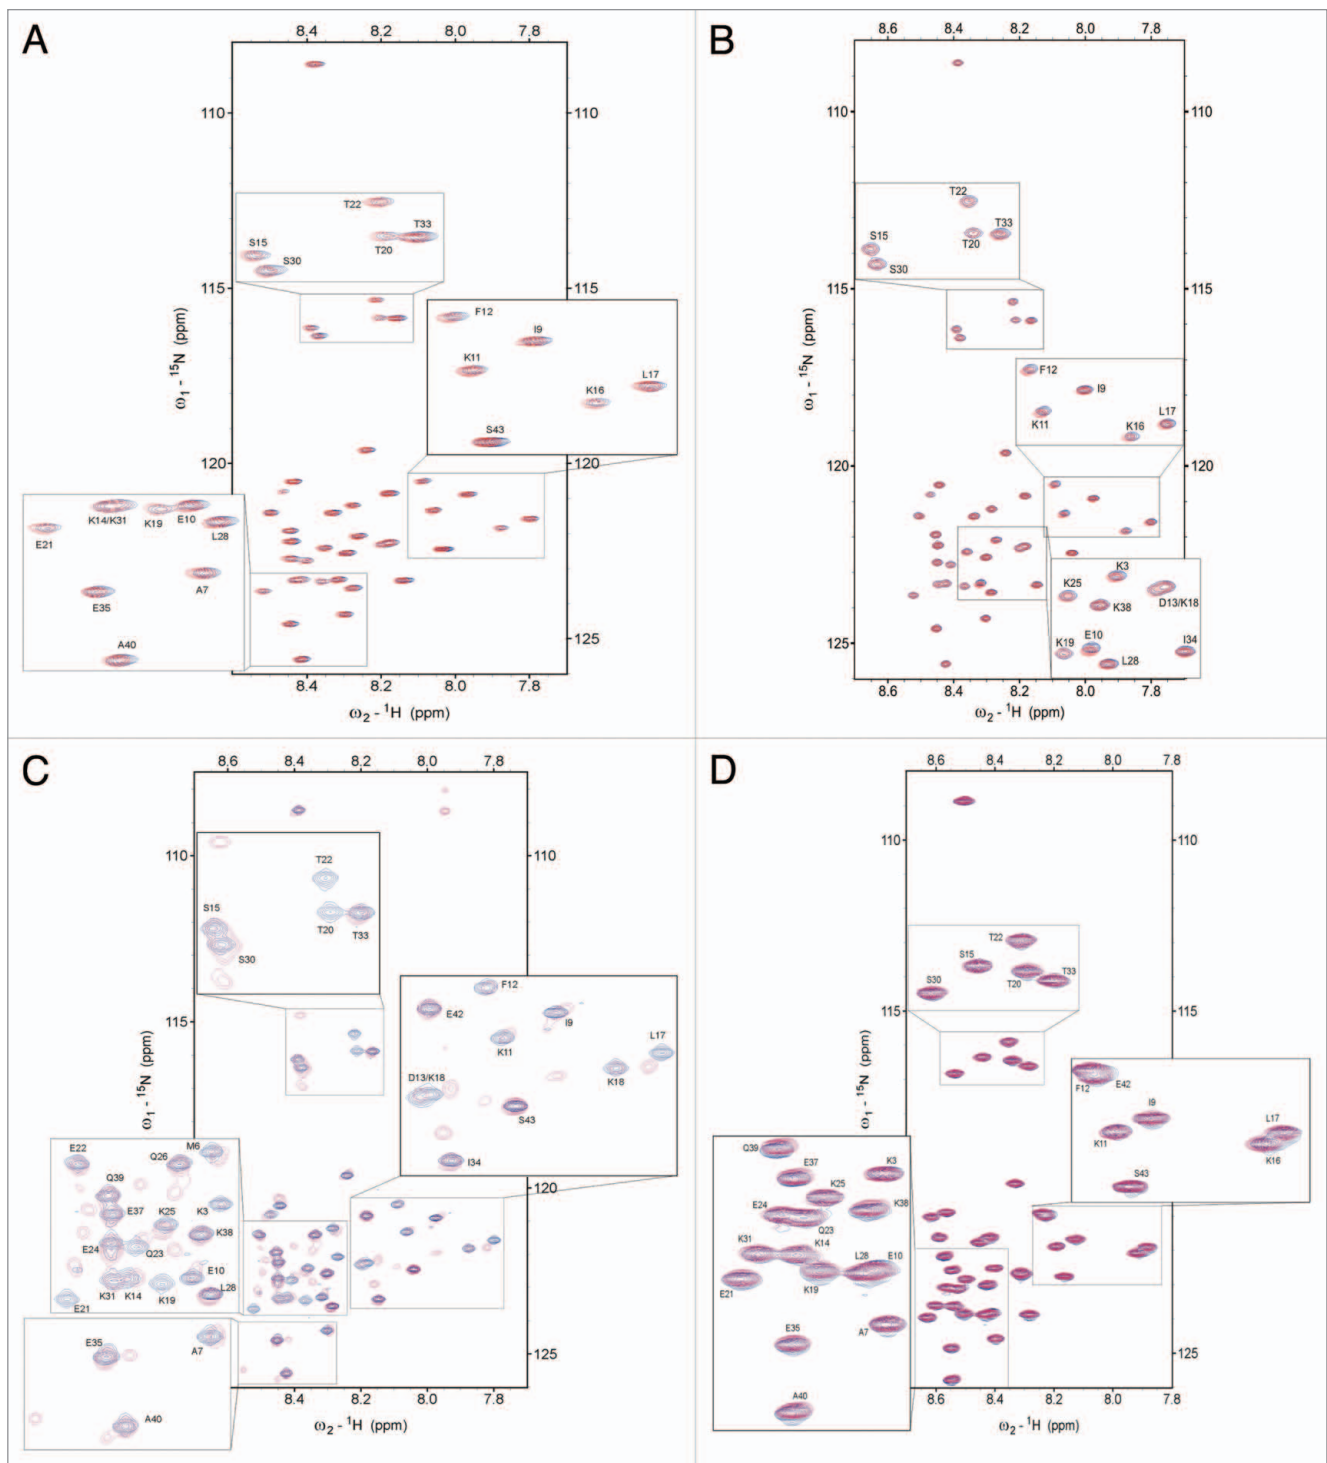 A
8.4 8.2 8.0 7.8
110 110
T22
T33
S15
T20
S30
115 115
F12
I9
K11
L17
K16
S43
ω1 - 15N (ppm)
120 120
K14/K31 K19 E10
L28
E21
A7
E35
A40
125 125
8.4 8.2 8.0 7.8
ω2 - 1H (ppm)
B
8.6 8.4 8.2 8.0 7.8
110 110
T22
T33
S15
T20
S30
115 115
F12
I9
K11
L17
K16
ω1 - 15N (ppm)
120 120
K3
K25
D13/K18
K38
E10
K19
I34
L28
125
8.6 8.4 8.2 8.0 7.8
ω2 - 1H (ppm)
C
8.6 8.4 8.2 8.0 7.8
110 110
T22
S15
T20
T33
S30
115 115
F12
E42
I9
K11
L17
D13/K18
K18
S43
I34
ω1 - 15N (ppm)
120
M6
E22
Q26
Q39
K3
E37 K25
K38
E24
Q23
E10
L28
K31 K14 K19
E21
A7
E35
A40
125
8.6 8.4 8.2 8.0 7.8
ω2 - 1H (ppm)
D
8.6 8.4 8.2 8.0 7.8
110 110
T22
S15
T33
S30
T20
115 115
F12 E42
I9
L17
K11
K16
S43
ω1 - 15N (ppm)
120
Q39
K3
E37
K25
K38
E24
Q23
K31
K14
L28 E10
K19
E21
A7
E35
A40
125
8.6 8.4 8.2 8.0 7.8
ω2 - 1H (ppm)